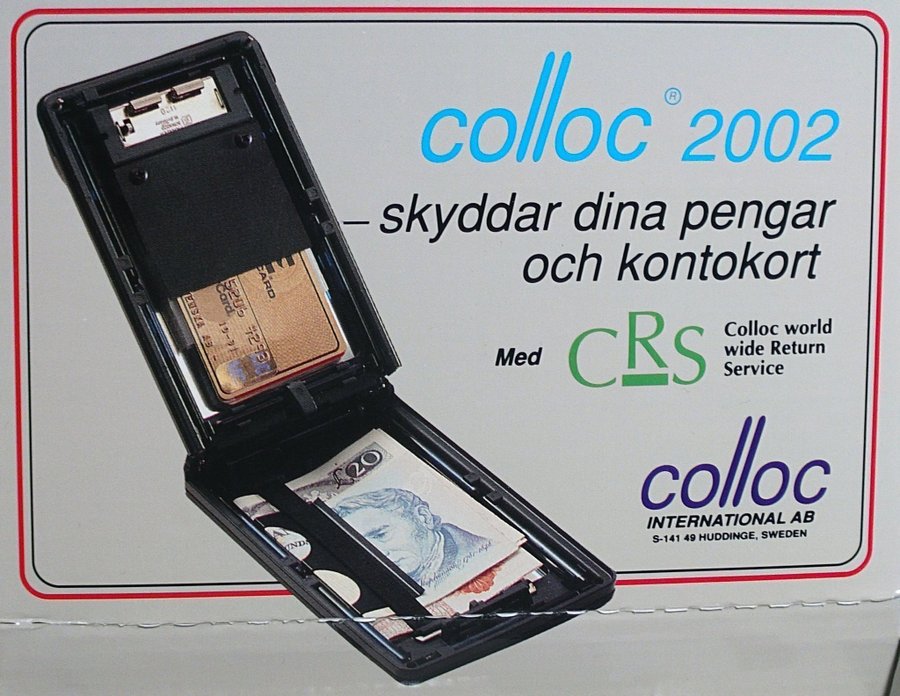 colloc® 2002
– skyddar dina pengar
och kontokort
Med
CRS
Colloc world
wide Return
Service
colloc
INTERNATIONAL AB
S-141 49 HUDDINGE, SWEDEN
£20